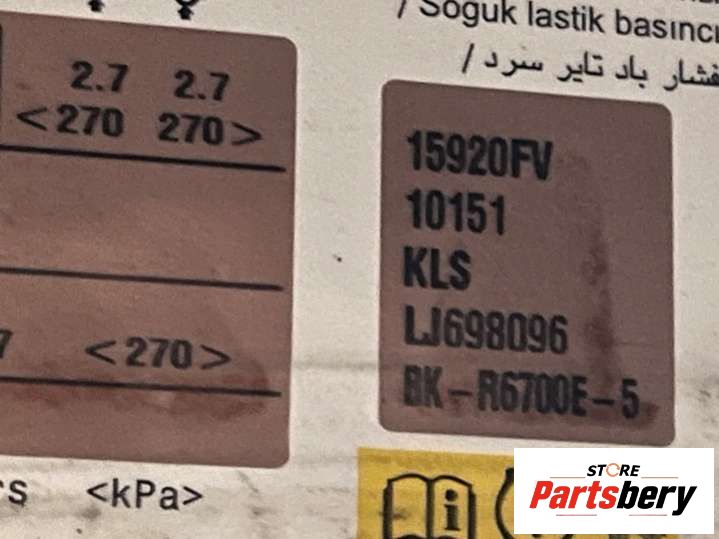 / Soğuk lastik basıncı
/ فشار باد تایر سرد
2.7 2.7
<270 270>
<270>
rs <kPa>
15920FV
10151
KLS
LJ698096
BK-R6700E-5
i
STORE
Partsbery